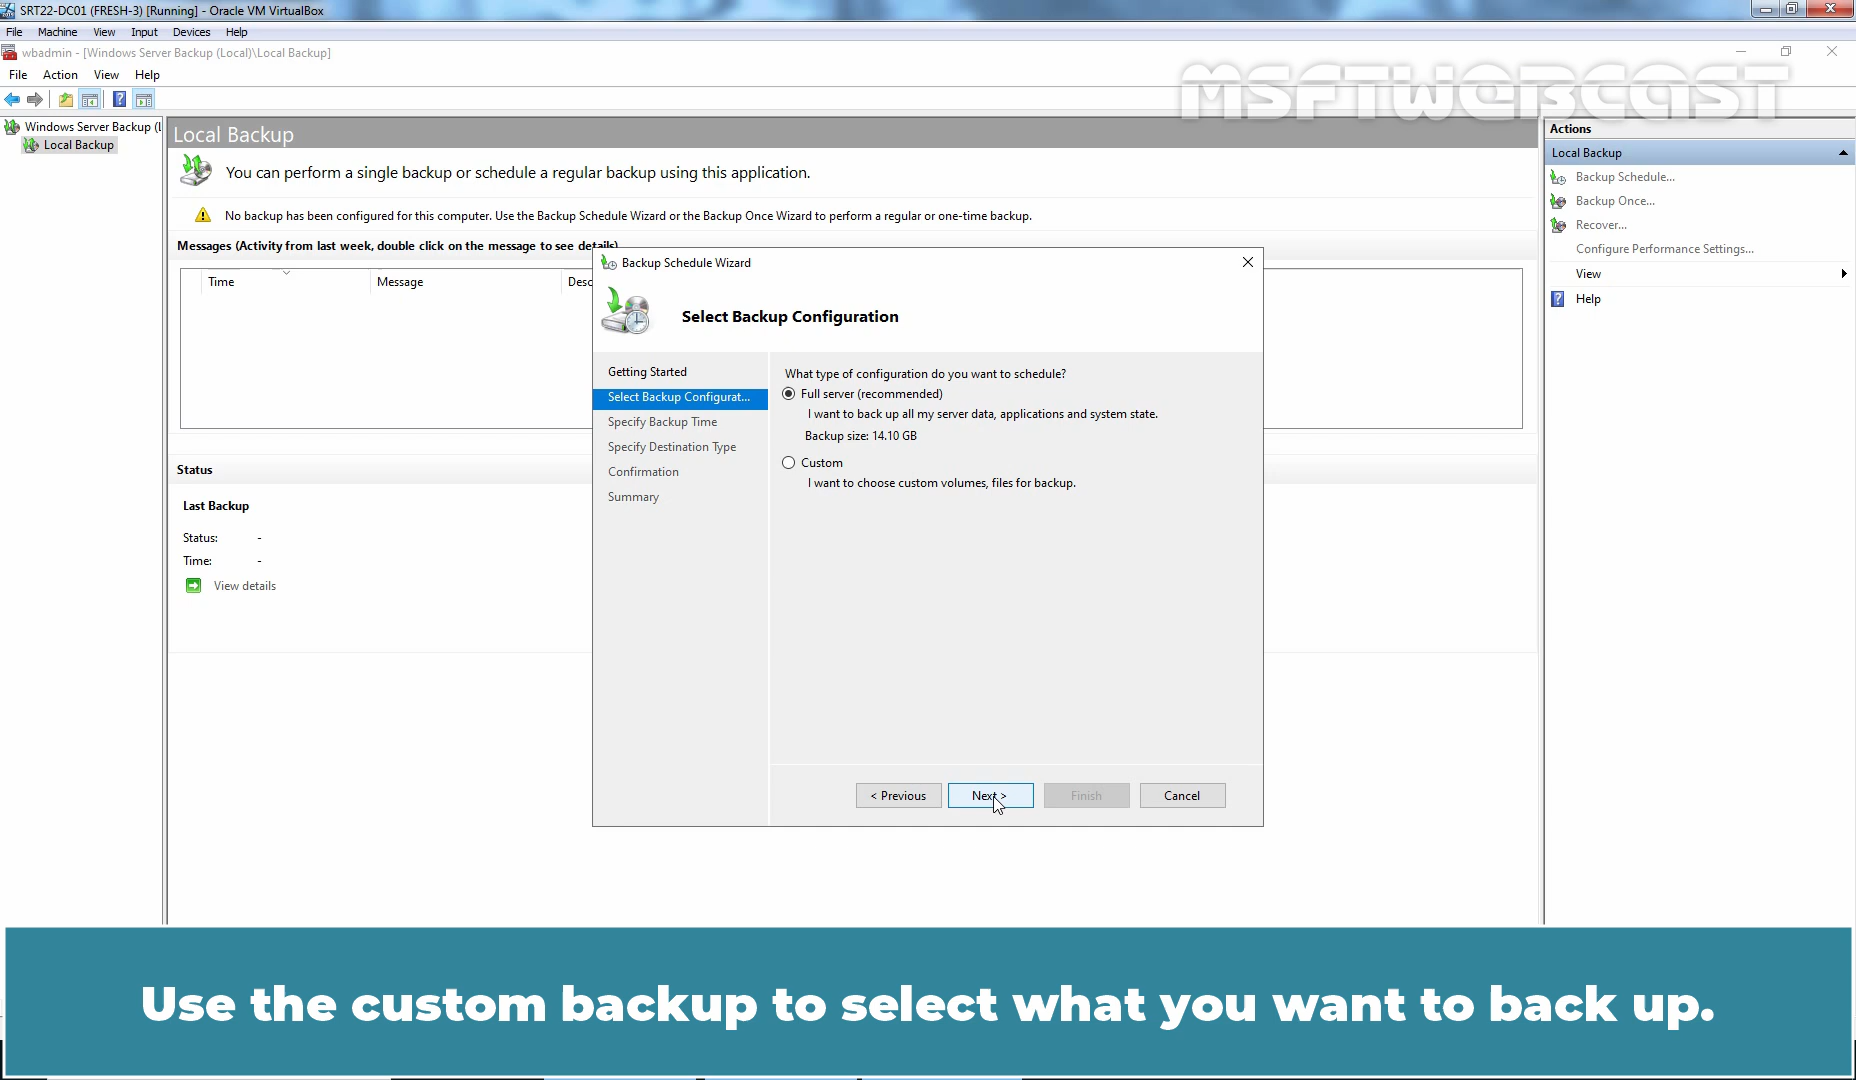 SRT22-DC01 (FRESH-3) [Running] - Oracle VM VirtualBox
File Machine View Input Devices Help
wbadmin - [Windows Server Backup (Local)\Local Backup]
File Action View Help
MSFTWEBCAST
Windows Server Backup (L
Local Backup
Local Backup
You can perform a single backup or schedule a regular backup using this application.
No backup has been configured for this computer. Use the Backup Schedule Wizard or the Backup Once Wizard to perform a regular or one-time backup.
Messages (Activity from last week, double click on the message to see details)
Time Message Desc
Status
Last Backup
Status: -
Time: -
View details
Backup Schedule Wizard
Select Backup Configuration
Getting Started
Select Backup Configurat...
Specify Backup Time
Specify Destination Type
Confirmation
Summary
What type of configuration do you want to schedule?
Full server (recommended)
I want to back up all my server data, applications and system state.
Backup size: 14.10 GB
Custom
I want to choose custom volumes, files for backup.
< Previous Next > Finish Cancel
Actions
Local Backup
Backup Schedule...
Backup Once...
Recover...
Configure Performance Settings...
View
Help
Use the custom backup to select what you want to back up.